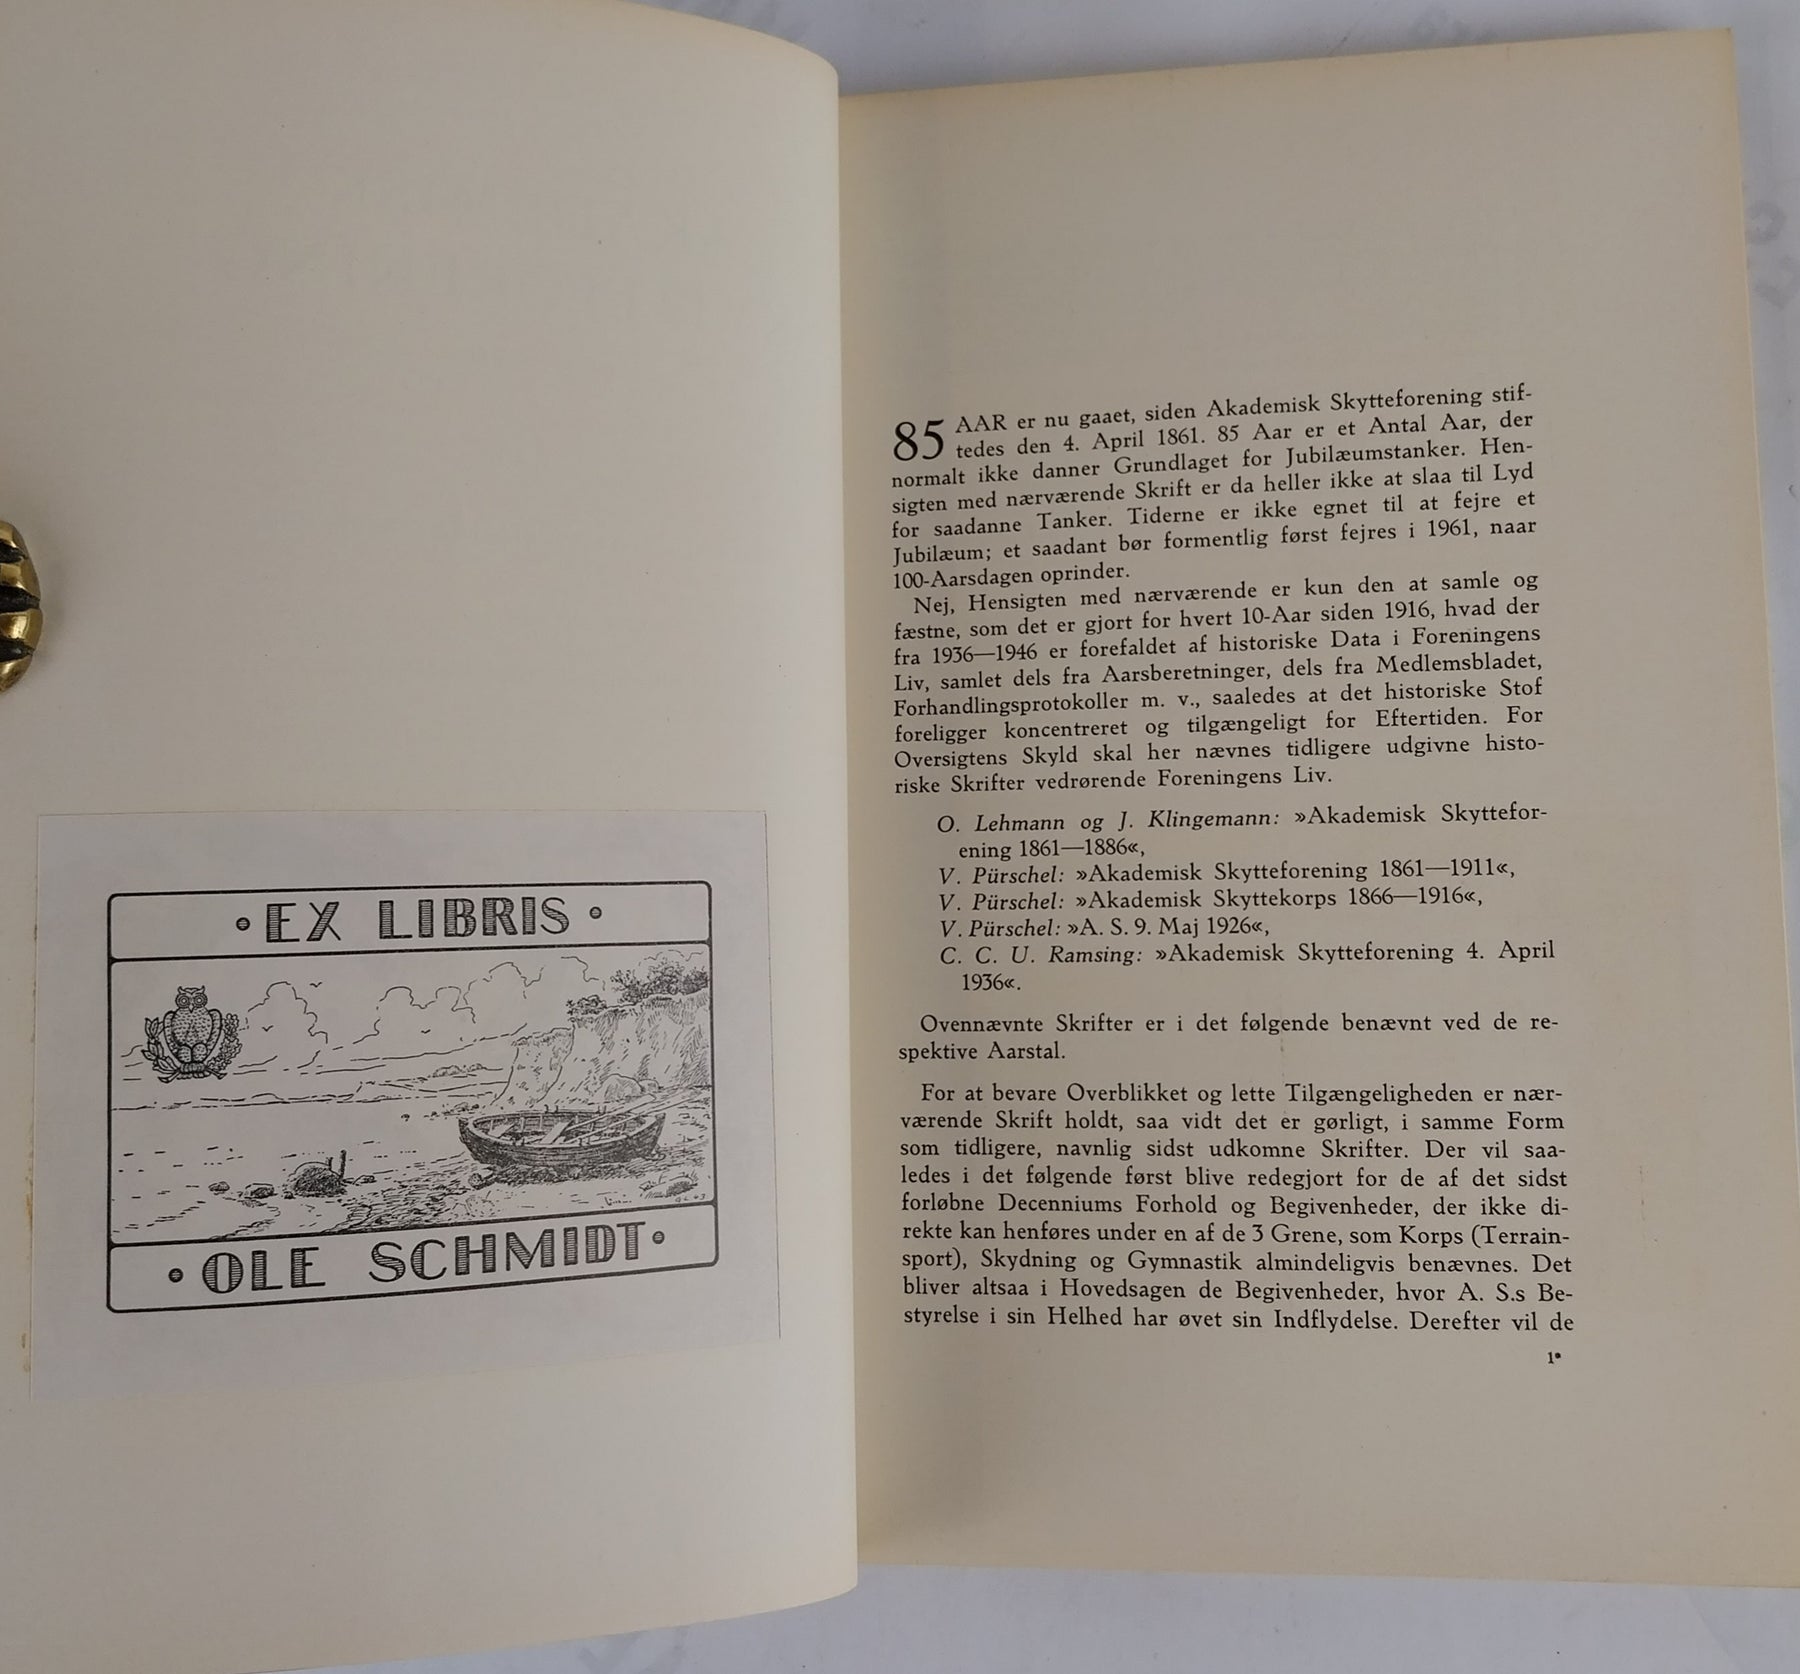 • EX LIBRIS •
• OLE SCHMIDT •
85 AAR er nu gaaet, siden Akademisk Skytteforening stif-
tedes den 4. April 1861. 85 Aar er et Antal Aar, der
normalt ikke danner Grundlaget for Jubilæumstanker. Hen-
sigten med nærværende Skrift er da heller ikke at slaa til Lyd
for saadanne Tanker. Tiderne er ikke egnet til at fejre et
Jubilæum; et saadant bør formentlig først fejres i 1961, naar
100-Aarsdagen oprinder.
Nej, Hensigten med nærværende er kun den at samle og
fæstne, som det er gjort for hvert 10-Aar siden 1916, hvad der
fra 1936—1946 er forefaldet af historiske Data i Foreningens
Liv, samlet dels fra Aarsberetninger, dels fra Medlemsbladet,
Forhandlingsprotokoller m. v., saaledes at det historiske Stof
foreligger koncentreret og tilgængeligt for Eftertiden. For
Oversigtens Skyld skal her nævnes tidligere udgivne histo-
riske Skrifter vedrørende Foreningens Liv.
O. Lehmann og J. Klingemann: »Akademisk Skyttefor-
ening 1861—1886«,
V. Pürschel: »Akademisk Skytteforening 1861—1911«,
V. Pürschel: »Akademisk Skyttekorps 1866—1916«,
V. Pürschel: »A. S. 9. Maj 1926«,
C. C. U. Ramsing: »Akademisk Skytteforening 4. April
1936«.
Ovennævnte Skrifter er i det følgende benævnt ved de re-
spektive Aarstal.
For at bevare Overblikket og lette Tilgængeligheden er nær-
værende Skrift holdt, saa vidt det er gørligt, i samme Form
som tidligere, navnlig sidst udkomne Skrifter. Der vil saa-
ledes i det følgende først blive redegjort for de af det sidst
forløbne Decenniums Forhold og Begivenheder, der ikke di-
rekte kan henføres under en af de 3 Grene, som Korps (Terrain-
sport), Skydning og Gymnastik almindeligvis benævnes. Det
bliver altsaa i Hovedsagen de Begivenheder, hvor A. S.s Be-
styrelse i sin Helhed har øvet sin Indflydelse. Derefter vil de
1*